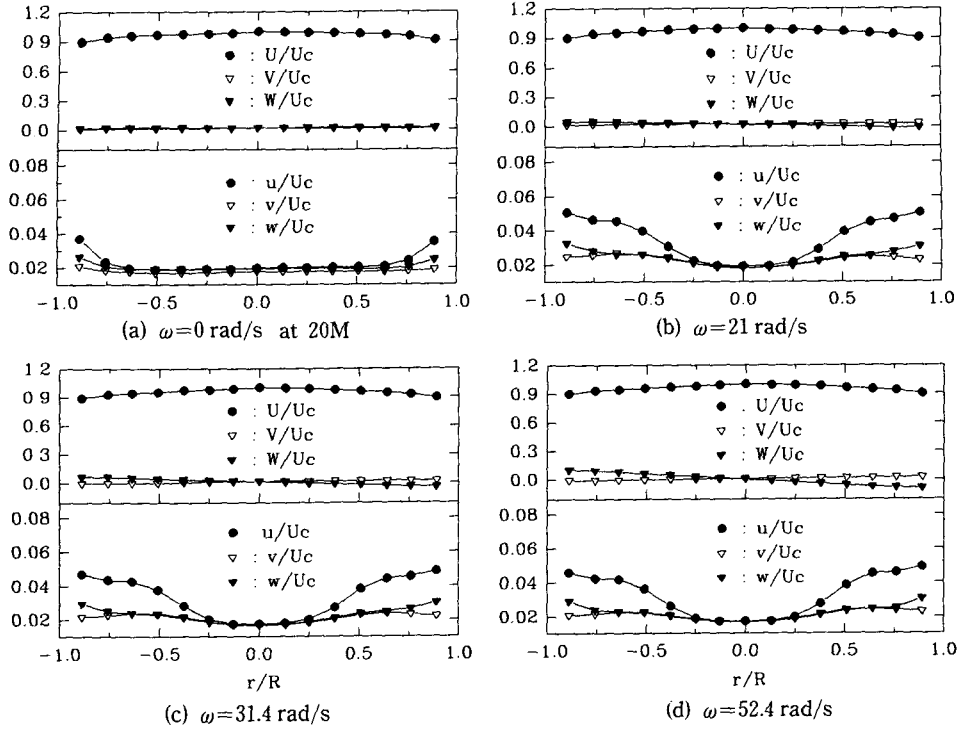 1.2
0.9
0.6
0.3
0.0
● : U/Uc
▽ : V/Uc
▼ : W/Uc
0.08
0.06
0.04
0.02
● : u/Uc
▽ : v/Uc
▼ : w/Uc
-1.0 -0.5 0.0 0.5 1.0
(a) ω=0 rad/s at 20M
1.2
0.9
0.6
0.3
0.0
● : U/Uc
▽ : V/Uc
▼ : W/Uc
0.08
0.06
0.04
0.02
● : u/Uc
▽ : v/Uc
▼ : w/Uc
-1.0 -0.5 0.0 0.5 1.0
(b) ω=21 rad/s
1.2
0.9
0.6
0.3
0.0
● : U/Uc
▽ : V/Uc
▼ : W/Uc
0.08
0.06
0.04
0.02
● u/Uc
▽ : v/Uc
▼ : w/Uc
-1.0 -0.5 0.0 0.5 1.0
r/R
(c) ω=31.4 rad/s
1.2
0.9
0.6
0.3
0.0
● . U/Uc
▽ : V/Uc
▼ : W/Uc
0.08
0.06
0.04
0.02
● : u/Uc
▽ : v/Uc
▼ : w/Uc
-1.0 -0.5 0.0 0.5 1.0
r/R
(d) ω=52.4 rad/s